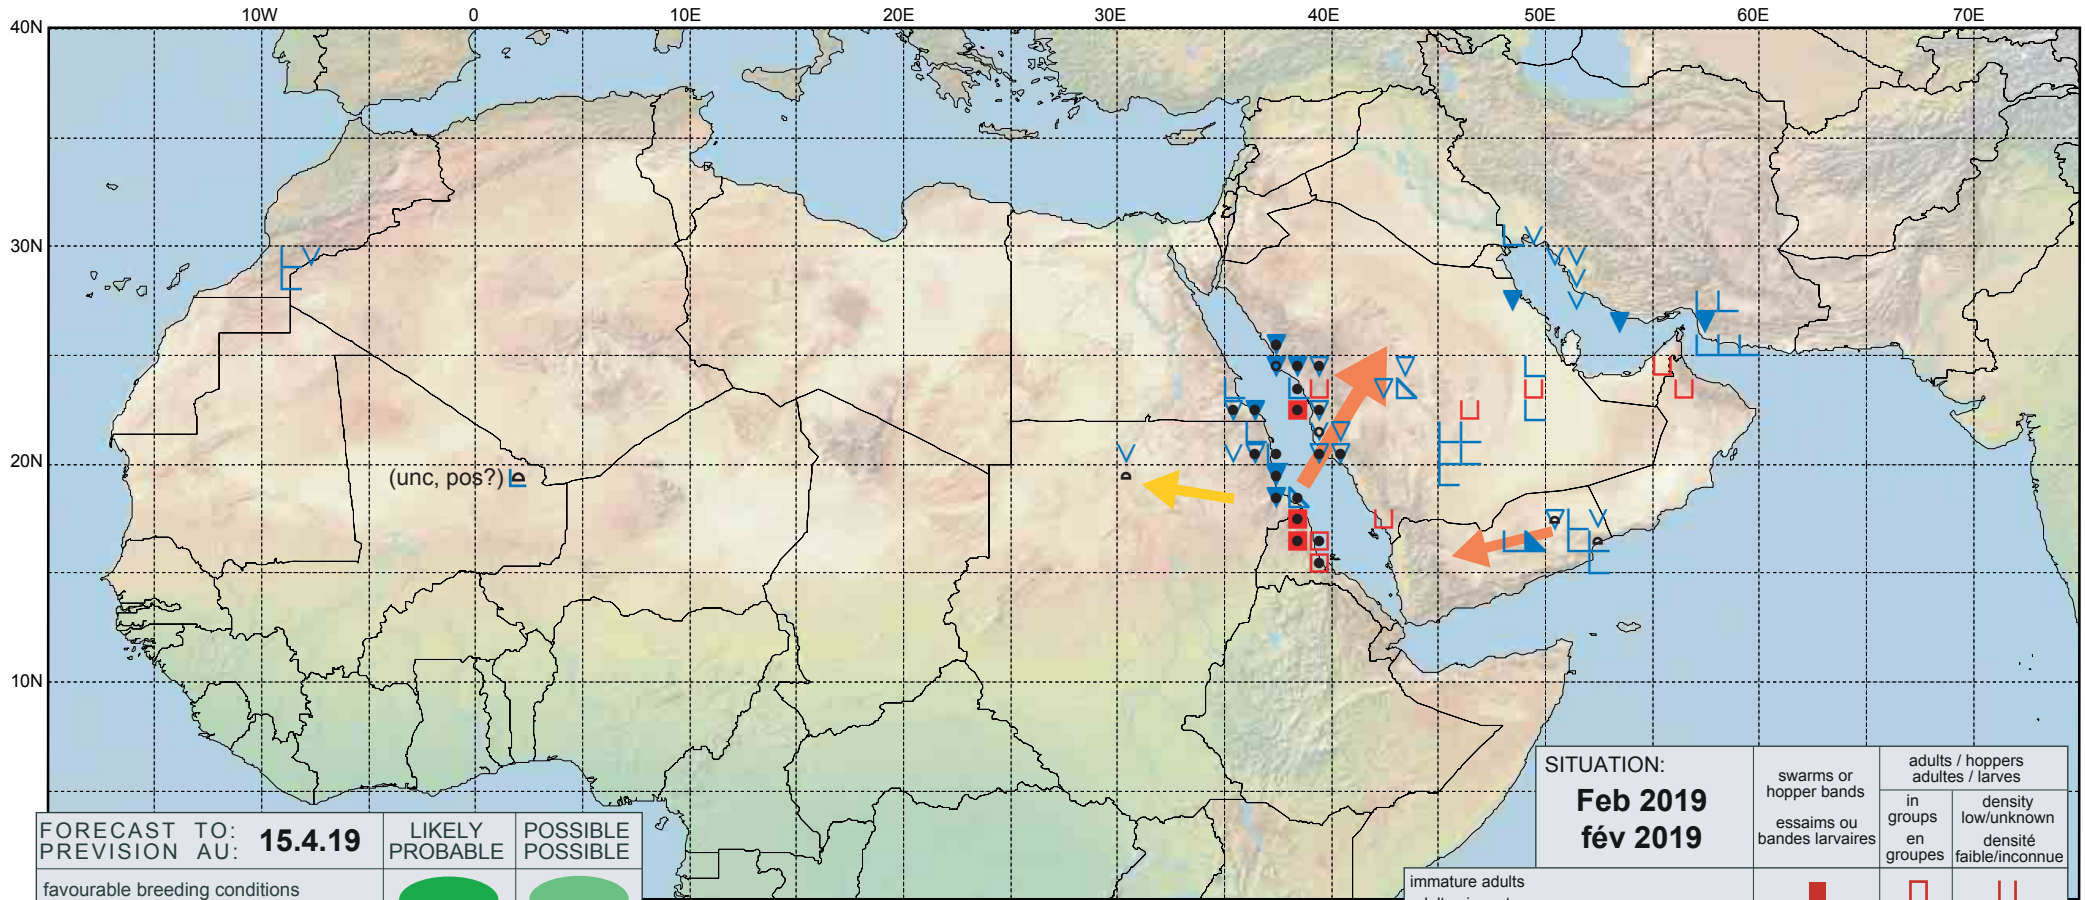 10W 0 10E 20E 30E 40E 50E 60E 70E
40N
30N
20N
(unc, pos?)
10N
FORECAST TO: 15.4.19
PREVISION AU:
LIKELY
PROBABLE
POSSIBLE
POSSIBLE
favourable breeding conditions
SITUATION:
Feb 2019
fév 2019
swarms or
hopper bands
essaims ou
bandes larvaires
adults / hoppers
adultes / larves
in
groups
en
groupes
density
low/unknown
densité
faible/inconnue
immature adults